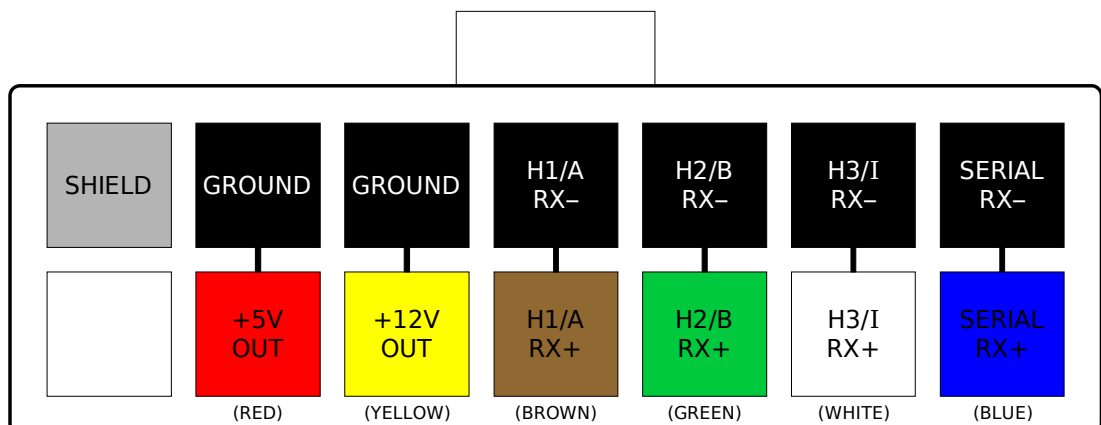 SHIELD
GROUND
GROUND
H1/A
RX–
H2/B
RX–
H3/I
RX–
SERIAL
RX–
+5V
OUT
+12V
OUT
H1/A
RX+
H2/B
RX+
H3/I
RX+
SERIAL
RX+
(RED)
(YELLOW)
(BROWN)
(GREEN)
(WHITE)
(BLUE)